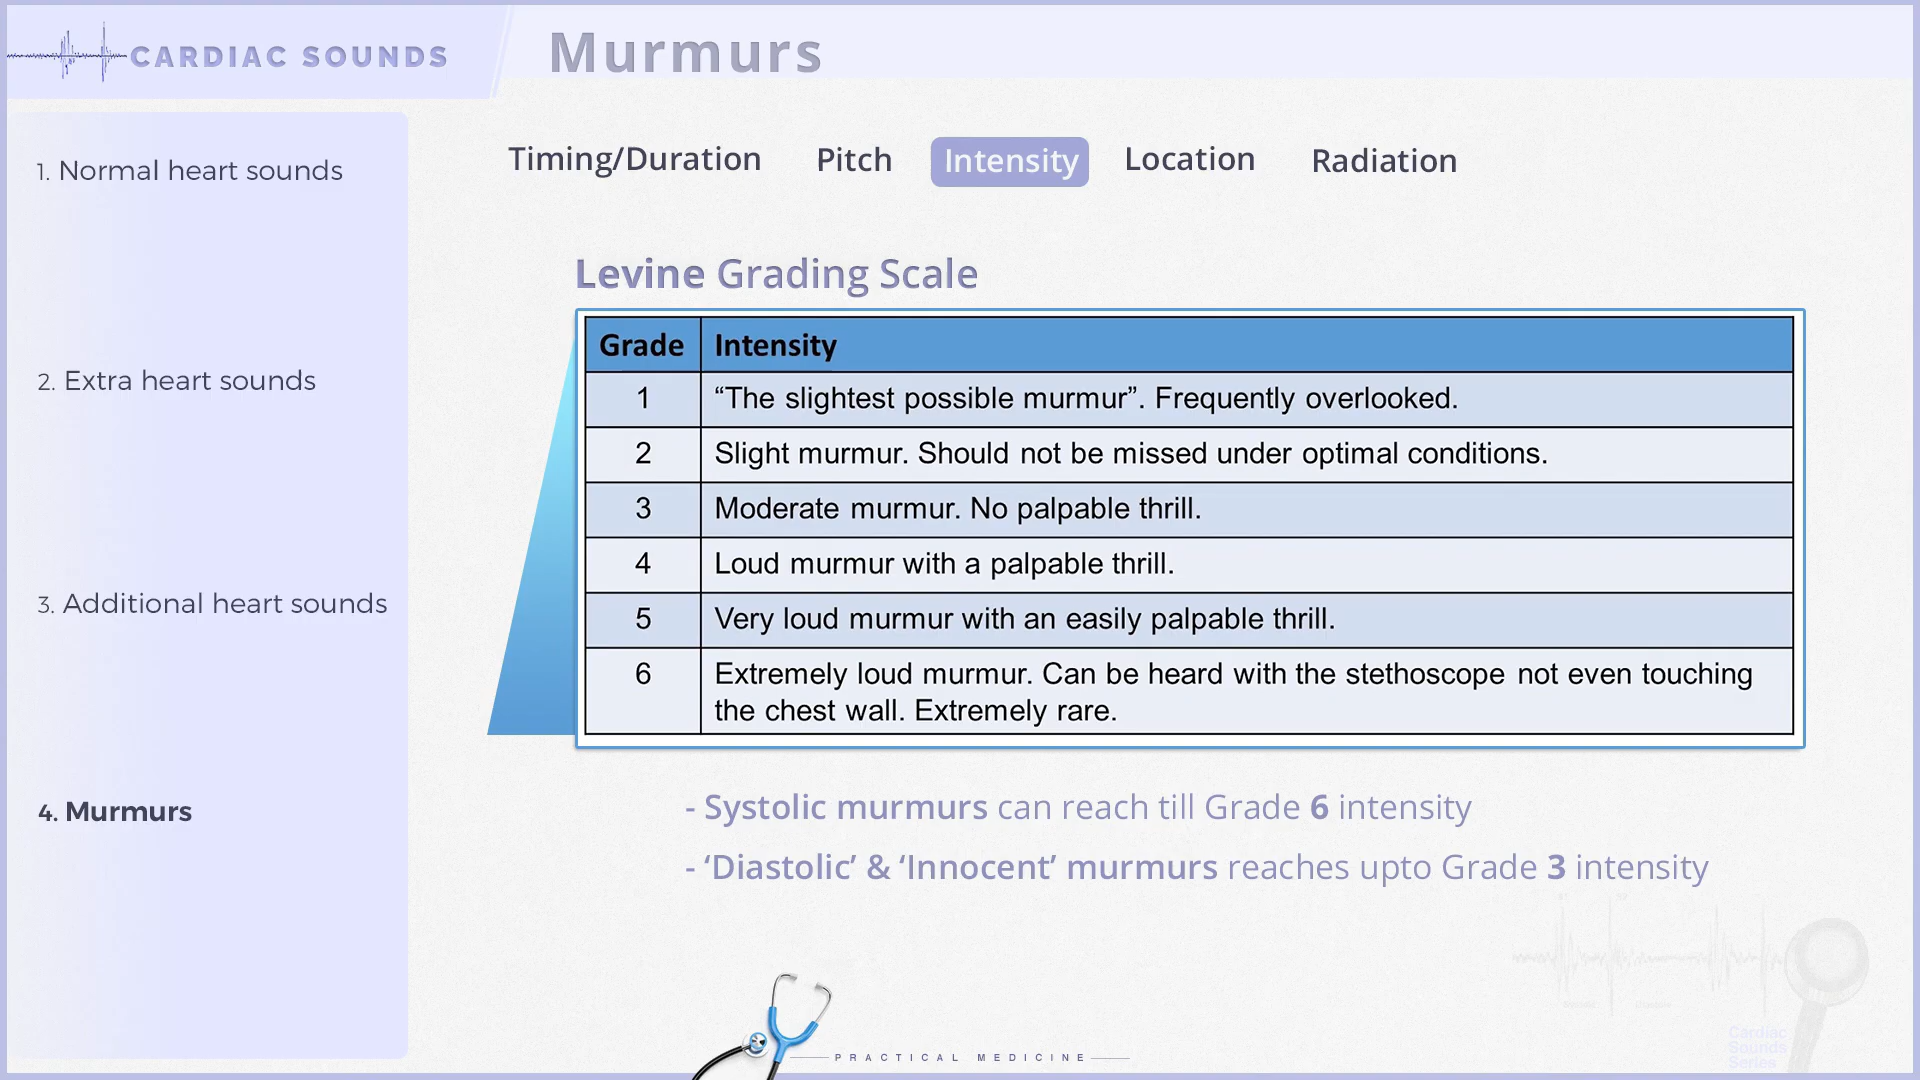 CARDIAC SOUNDS
Murmurs
1. Normal heart sounds
2. Extra heart sounds
3. Additional heart sounds
4. Murmurs
Timing/Duration Pitch Intensity Location Radiation
Levine Grading Scale
Grade Intensity
1 “The slightest possible murmur”. Frequently overlooked.
2 Slight murmur. Should not be missed under optimal conditions.
3 Moderate murmur. No palpable thrill.
4 Loud murmur with a palpable thrill.
5 Very loud murmur with an easily palpable thrill.
6 Extremely loud murmur. Can be heard with the stethoscope not even touching
the chest wall. Extremely rare.
- Systolic murmurs can reach till Grade 6 intensity
- ‘Diastolic’ & ‘Innocent’ murmurs reaches upto Grade 3 intensity
PRACTICAL MEDICINE
Cardiac
Sounds
Series